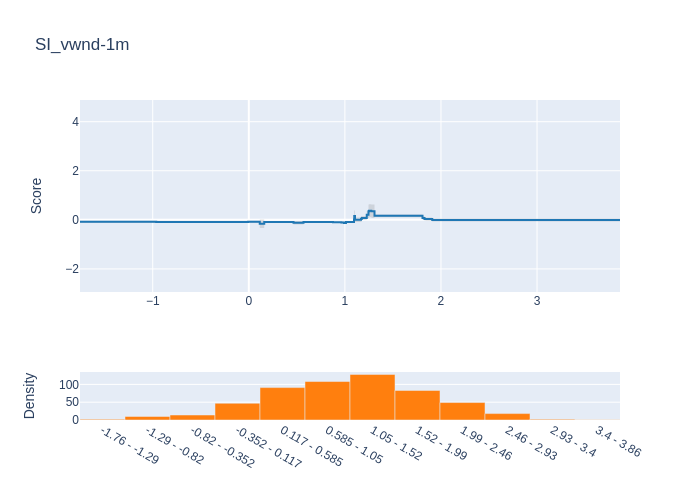 SI_vwnd-1m
Score
4
2
0
−2
−1
0
1
2
3
Density
100
50
0
-1.76 - -1.29
-1.29 - -0.82
-0.82 - -0.352
-0.352 - 0.117
0.117 - 0.585
0.585 - 1.05
1.05 - 1.52
1.52 - 1.99
1.99 - 2.46
2.46 - 2.93
2.93 - 3.4
3.4 - 3.86